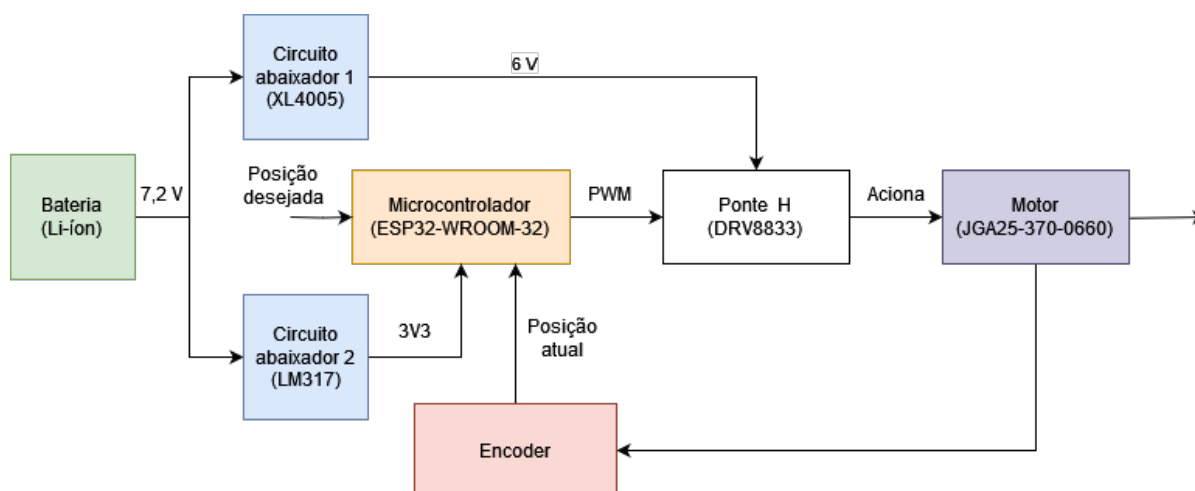 Circuito
abaixador 1
(XL4005)
6 V
Bateria
(Li-íon)
7,2 V
Posição
desejada
Microcontrolador
(ESP32-WROOM-32)
PWM
Ponte H
(DRV8833)
Aciona
Motor
(JGA25-370-0660)
Circuito
abaixador 2
(LM317)
3V3
Posição
atual
Encoder